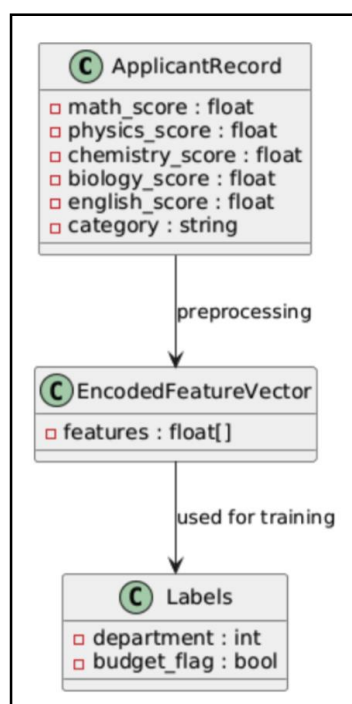 C ApplicantRecord
math_score : float
physics_score : float
chemistry_score : float
biology_score : float
english_score : float
category : string
preprocessing
C EncodedFeatureVector
features : float[]
used for training
C Labels
department : int
budget_flag : bool